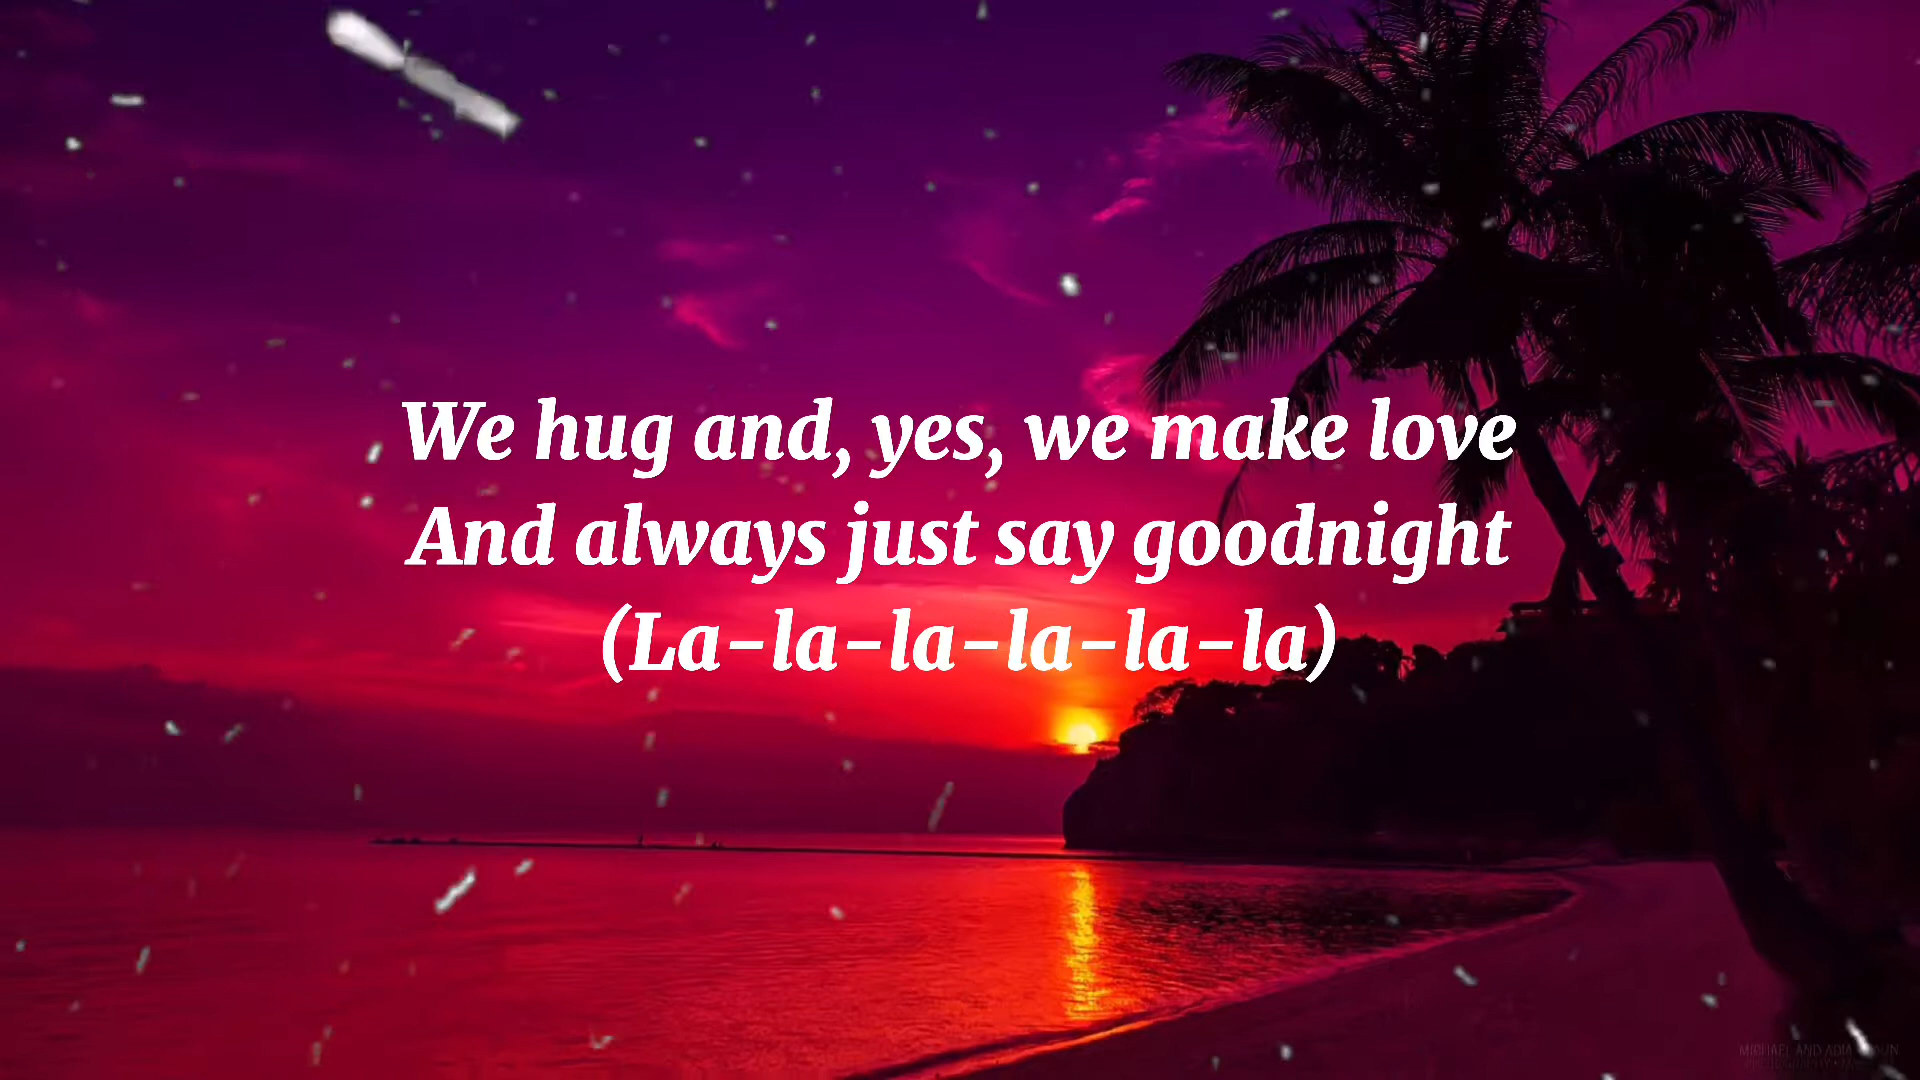 We hug and, yes, we make love
And always just say goodnight
(La-la-la-la-la-la)